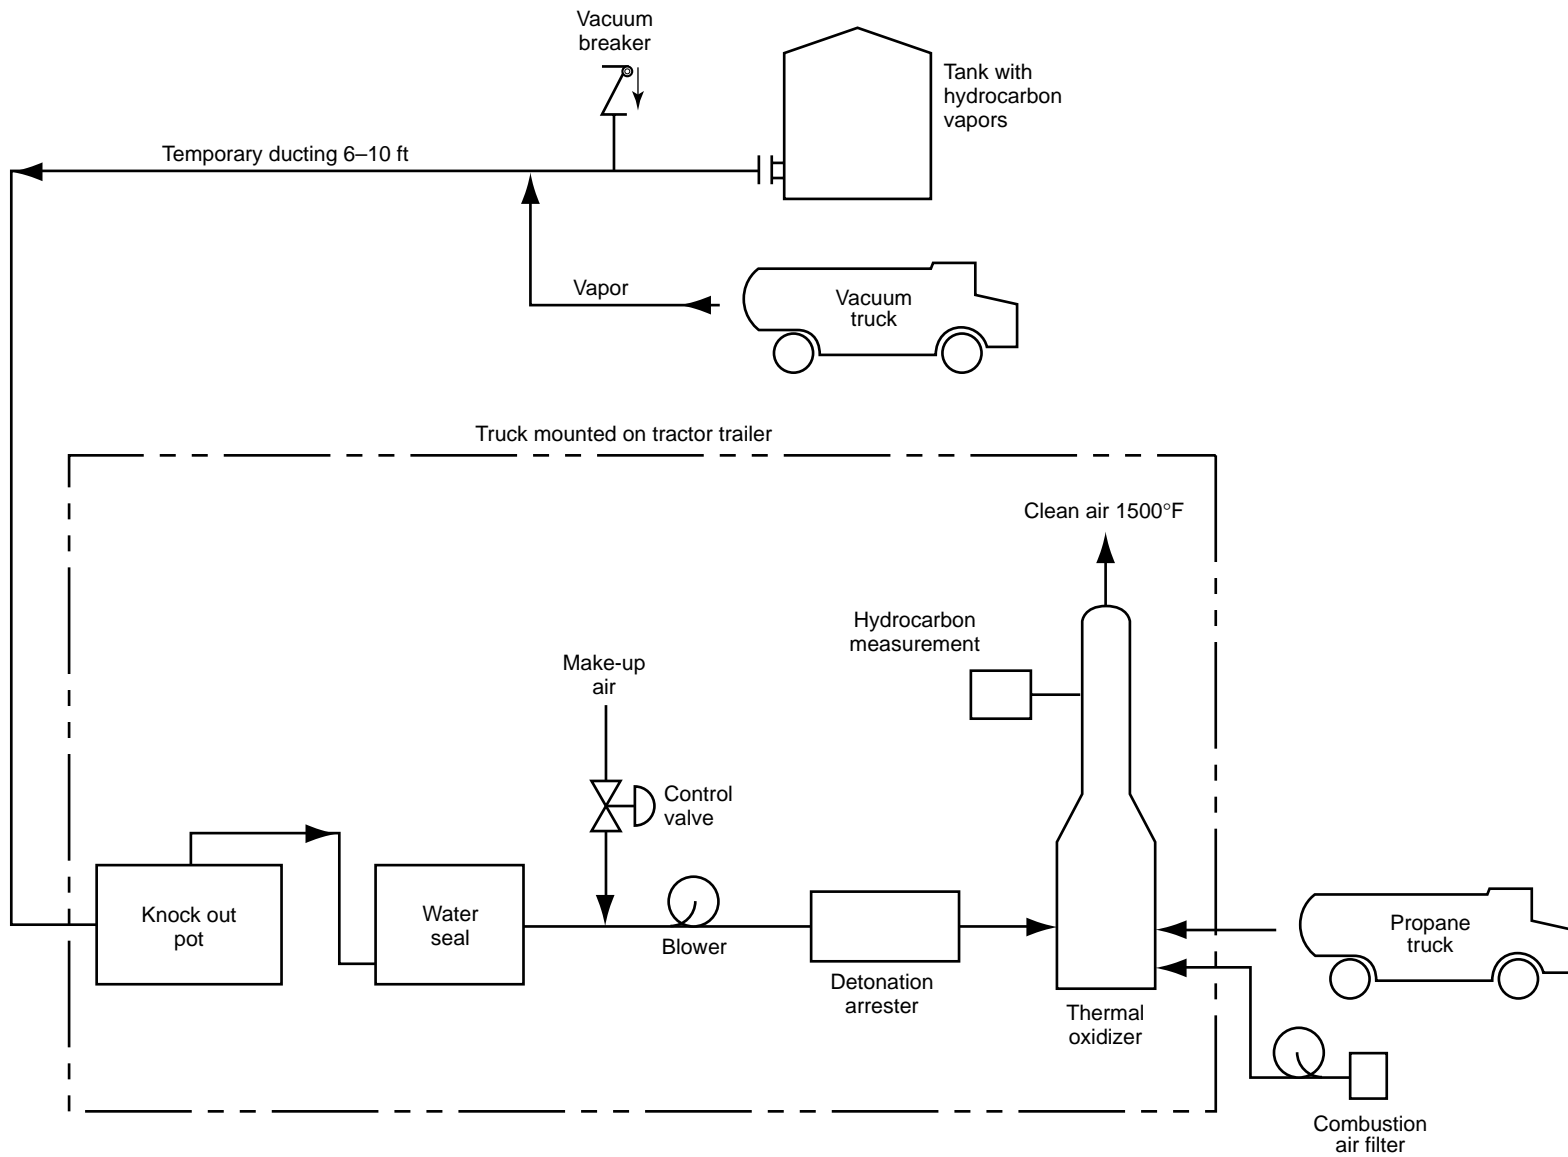 Vacuum
breaker
Tank with
hydrocarbon
vapors
Temporary ducting 6–10 ft
Vapor
Vacuum
truck
Truck mounted on tractor trailer
Clean air 1500°F
Hydrocarbon
measurement
Make-up
air
Control
valve
Knock out
pot
Water
seal
Blower
Detonation
arrester
Thermal
oxidizer
Propane
truck
Combustion
air filter